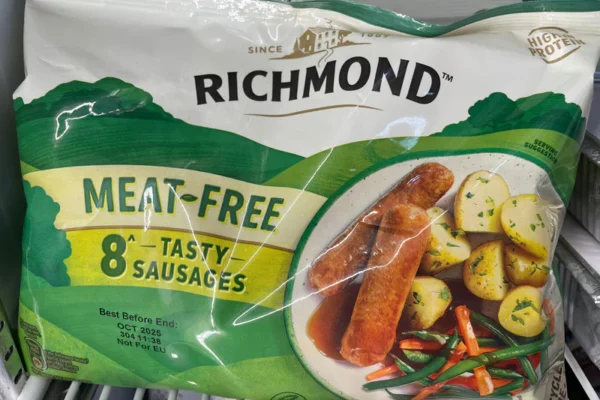 SINCE
HIGH
PROTEIN
RICHMOND™
SERVING
SUGGESTION
MEAT-FREE
8^ TASTY
SAUSAGES
Best Before End:
OCT 2025
304 11:38
Not For EU